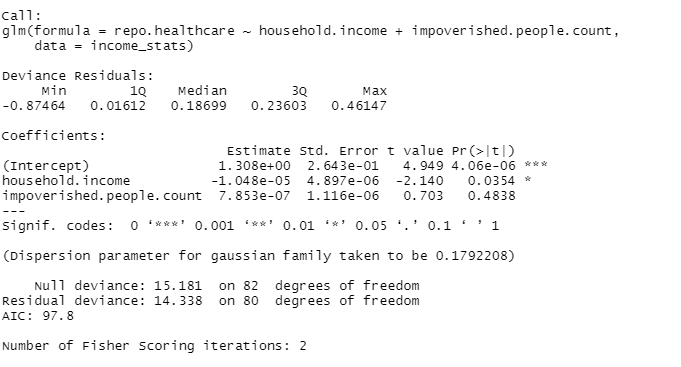 Call:
glm(formula = repo.healthcare ~ household.income + impoverished.people.count,
    data = income_stats)
Deviance Residuals:
     Min       1Q   Median       3Q      Max
-0.87464  0.01612  0.18699  0.23603  0.46147
Coefficients:
                            Estimate Std. Error t value Pr(>|t|)
(Intercept)                1.308e+00  2.643e-01   4.949 4.06e-06 ***
household.income          -1.048e-05  4.897e-06  -2.140   0.0354 *
impoverished.people.count  7.853e-07  1.116e-06   0.703   0.4838
---
Signif. codes:  0 ‘***’ 0.001 ‘**’ 0.01 ‘*’ 0.05 ‘.’ 0.1 ‘ ’ 1
(Dispersion parameter for gaussian family taken to be 0.1792208)
    Null deviance: 15.181  on 82  degrees of freedom
Residual deviance: 14.338  on 80  degrees of freedom
AIC: 97.8
Number of Fisher Scoring iterations: 2